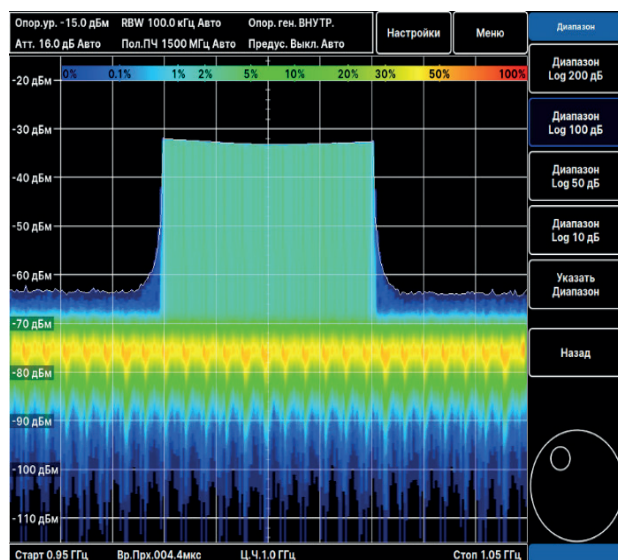 Опор.ур. -15.0 дБм RBW 100.0 кГц Авто Опор. ген. ВНУТР.
Атт. 16.0 дБ Авто Пол.ПЧ 1500 МГц Авто Предус. Выкл. Авто
Настройки
Меню
Диапазон
0% 0.1% 1% 2% 5% 10% 20% 30% 50% 100%
-20 дБм
-30 дБм
-40 дБм
-50 дБм
-60 дБм
-70 дБм
-80 дБм
-90 дБм
-100 дБм
-110 дБм
Диапазон
Log 200 дБ
Диапазон
Log 100 дБ
Диапазон
Log 50 дБ
Диапазон
Log 10 дБ
Указать
Диапазон
Назад
Старт 0.95 ГГц Вр.Прх.004.4мкс Ц.Ч.1.0 ГГц Стоп 1.05 ГГц